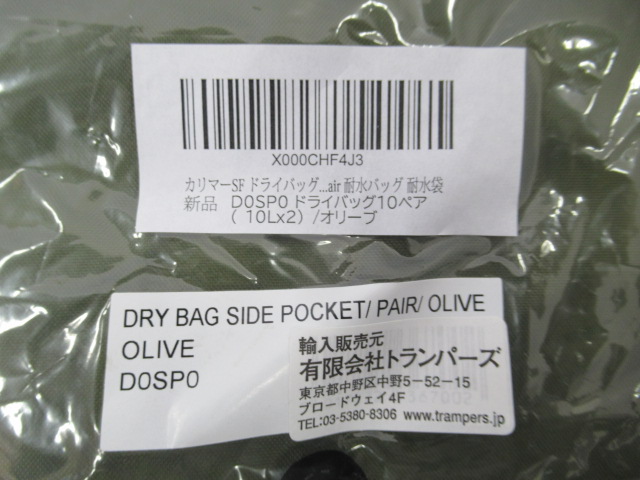 X000CHF4J3
カリマーSF ドライバッグ...air 耐水バッグ 耐水袋
新品 D0SP0 ドライバッグ10ペア
( 10Lx2) /オリーブ
DRY BAG SIDE POCKET/ PAIR/ OLIVE
OLIVE
D0SP0
輸入販売元
有限会社トランパーズ
東京都中野区中野5-52-15
ブロードウェイ4F
TEL:03-5380-8306 www.trampers.jp